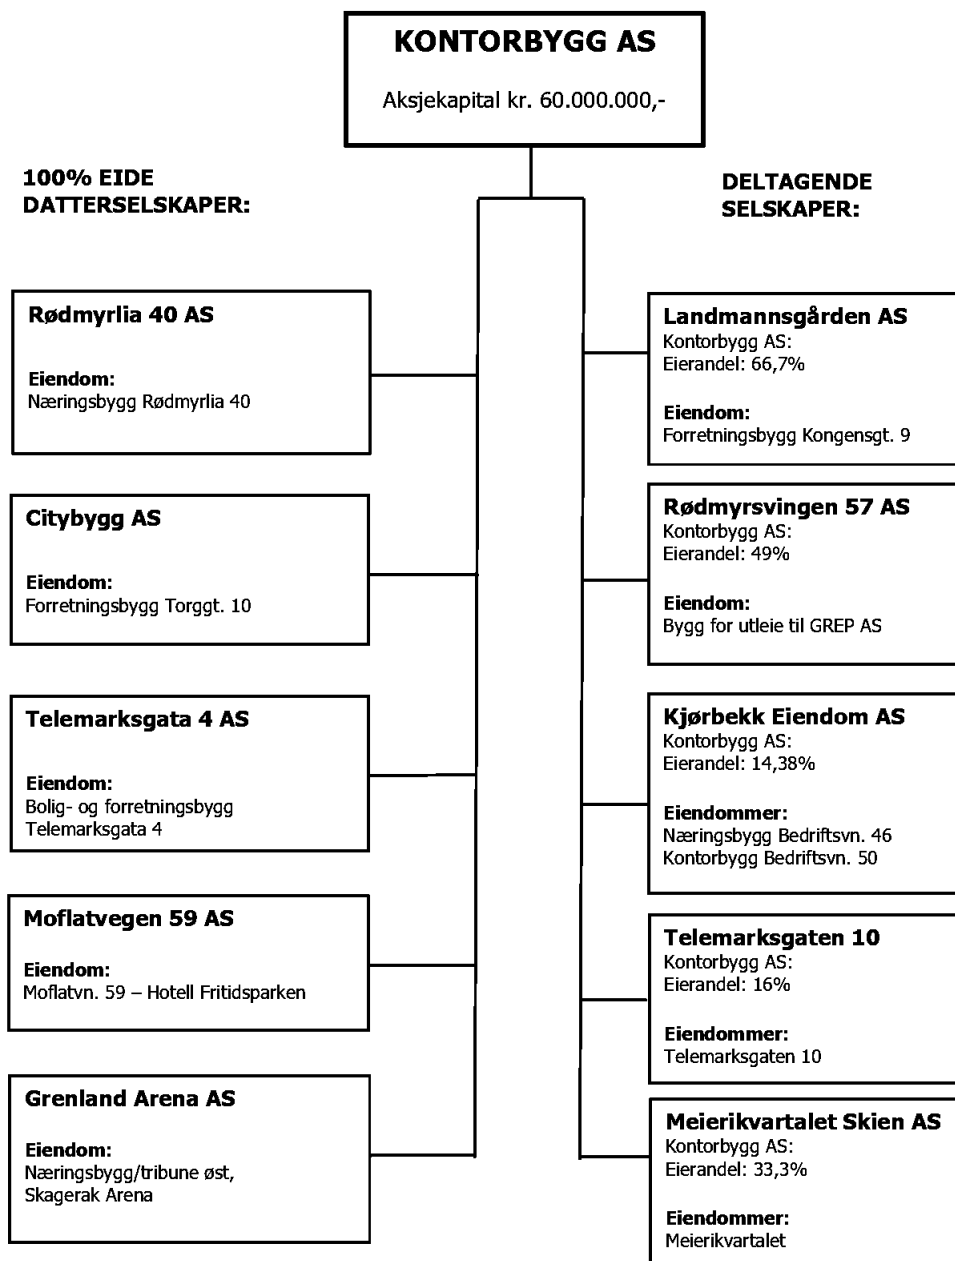 KONTORBYGG AS
Aksjekapital kr. 60.000.000,-
100% EIDE
DATTERSELSKAPER:
Rødmyrlia 40 AS
Eiendom:
Næringsbygg Rødmyrlia 40
Citybygg AS
Eiendom:
Forretningsbygg Torggt. 10
Telemarksgata 4 AS
Eiendom:
Bolig- og forretningsbygg
Telemarksgata 4
Moflatvegen 59 AS
Eiendom:
Moflatvn. 59 – Hotell Fritidsparken
Grenland Arena AS
Eiendom:
Næringsbygg/tribune øst,
Skagerak Arena
DELTAGENDE
SELSKAPER:
Landmannsgården AS
Kontorbygg AS:
Eierandel: 66,7%
Eiendom:
Forretningsbygg Kongensgt. 9
Rødmyrsvingen 57 AS
Kontorbygg AS:
Eierandel: 49%
Eiendom:
Bygg for utleie til GREP AS
Kjørbekk Eiendom AS
Kontorbygg AS:
Eierandel: 14,38%
Eiendommer:
Næringsbygg Bedriftsvn. 46
Kontorbygg Bedriftsvn. 50
Telemarksgaten 10
Kontorbygg AS:
Eierandel: 16%
Eiendommer:
Telemarksgaten 10
Meierikvartalet Skien AS
Kontorbygg AS:
Eierandel: 33,3%
Eiendommer:
Meierikvartalet